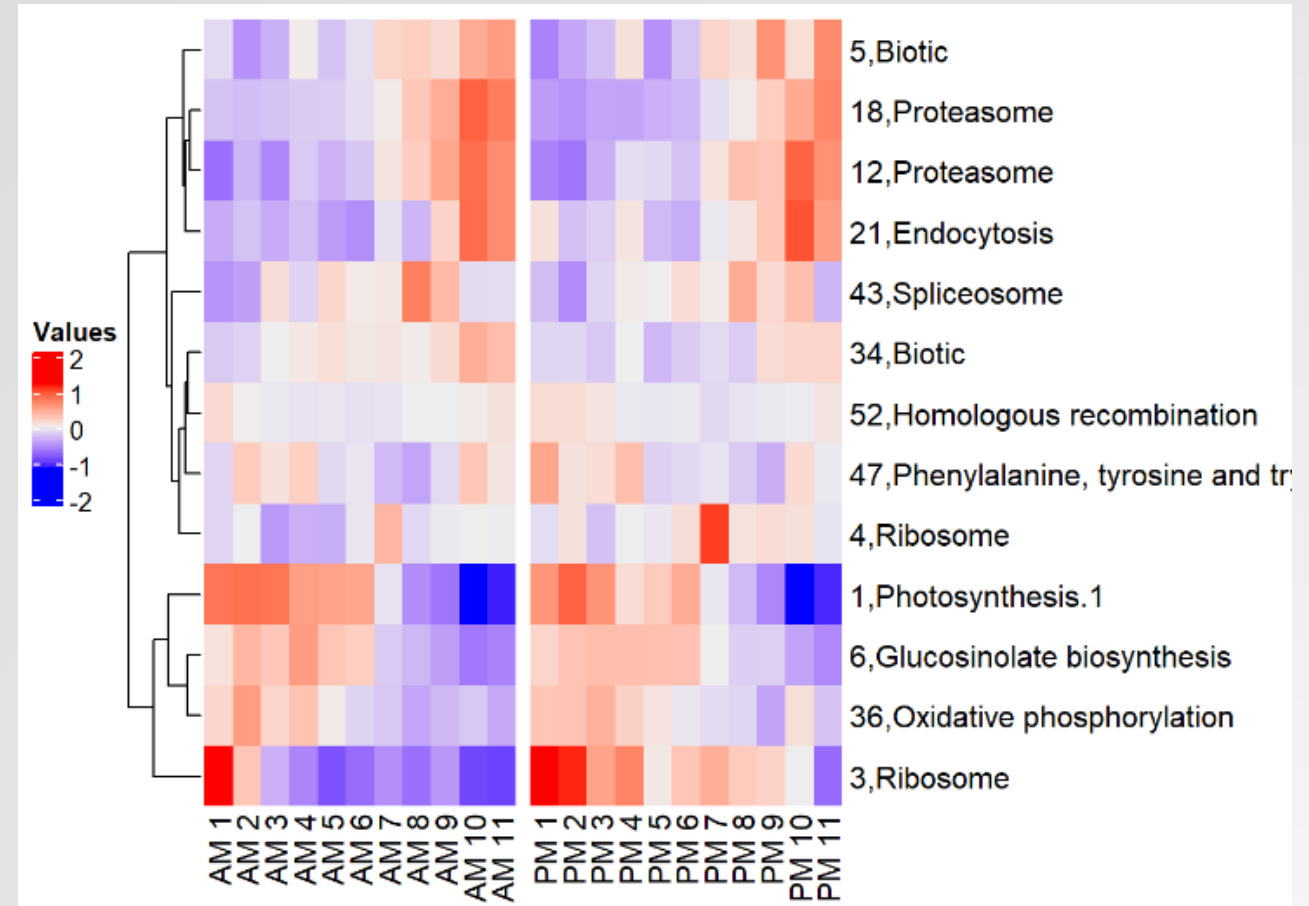 5,Biotic
18,Proteasome
12,Proteasome
21,Endocytosis
43,Spliceosome
34,Biotic
52,Homologous recombination
47,Phenylalanine, tyrosine and
4,Ribosome
1,Photosynthesis.1
6,Glucosinolate biosynthesis
36,Oxidative phosphorylation
3,Ribosome
Values
2
1
0
-1
-2
AM 1
AM 2
AM 3
AM 4
AM 5
AM 6
AM 7
AM 8
AM 9
AM 10
AM 11
PM 1
PM 2
PM 3
PM 4
PM 5
PM 6
PM 7
PM 8
PM 9
PM 10
PM 11